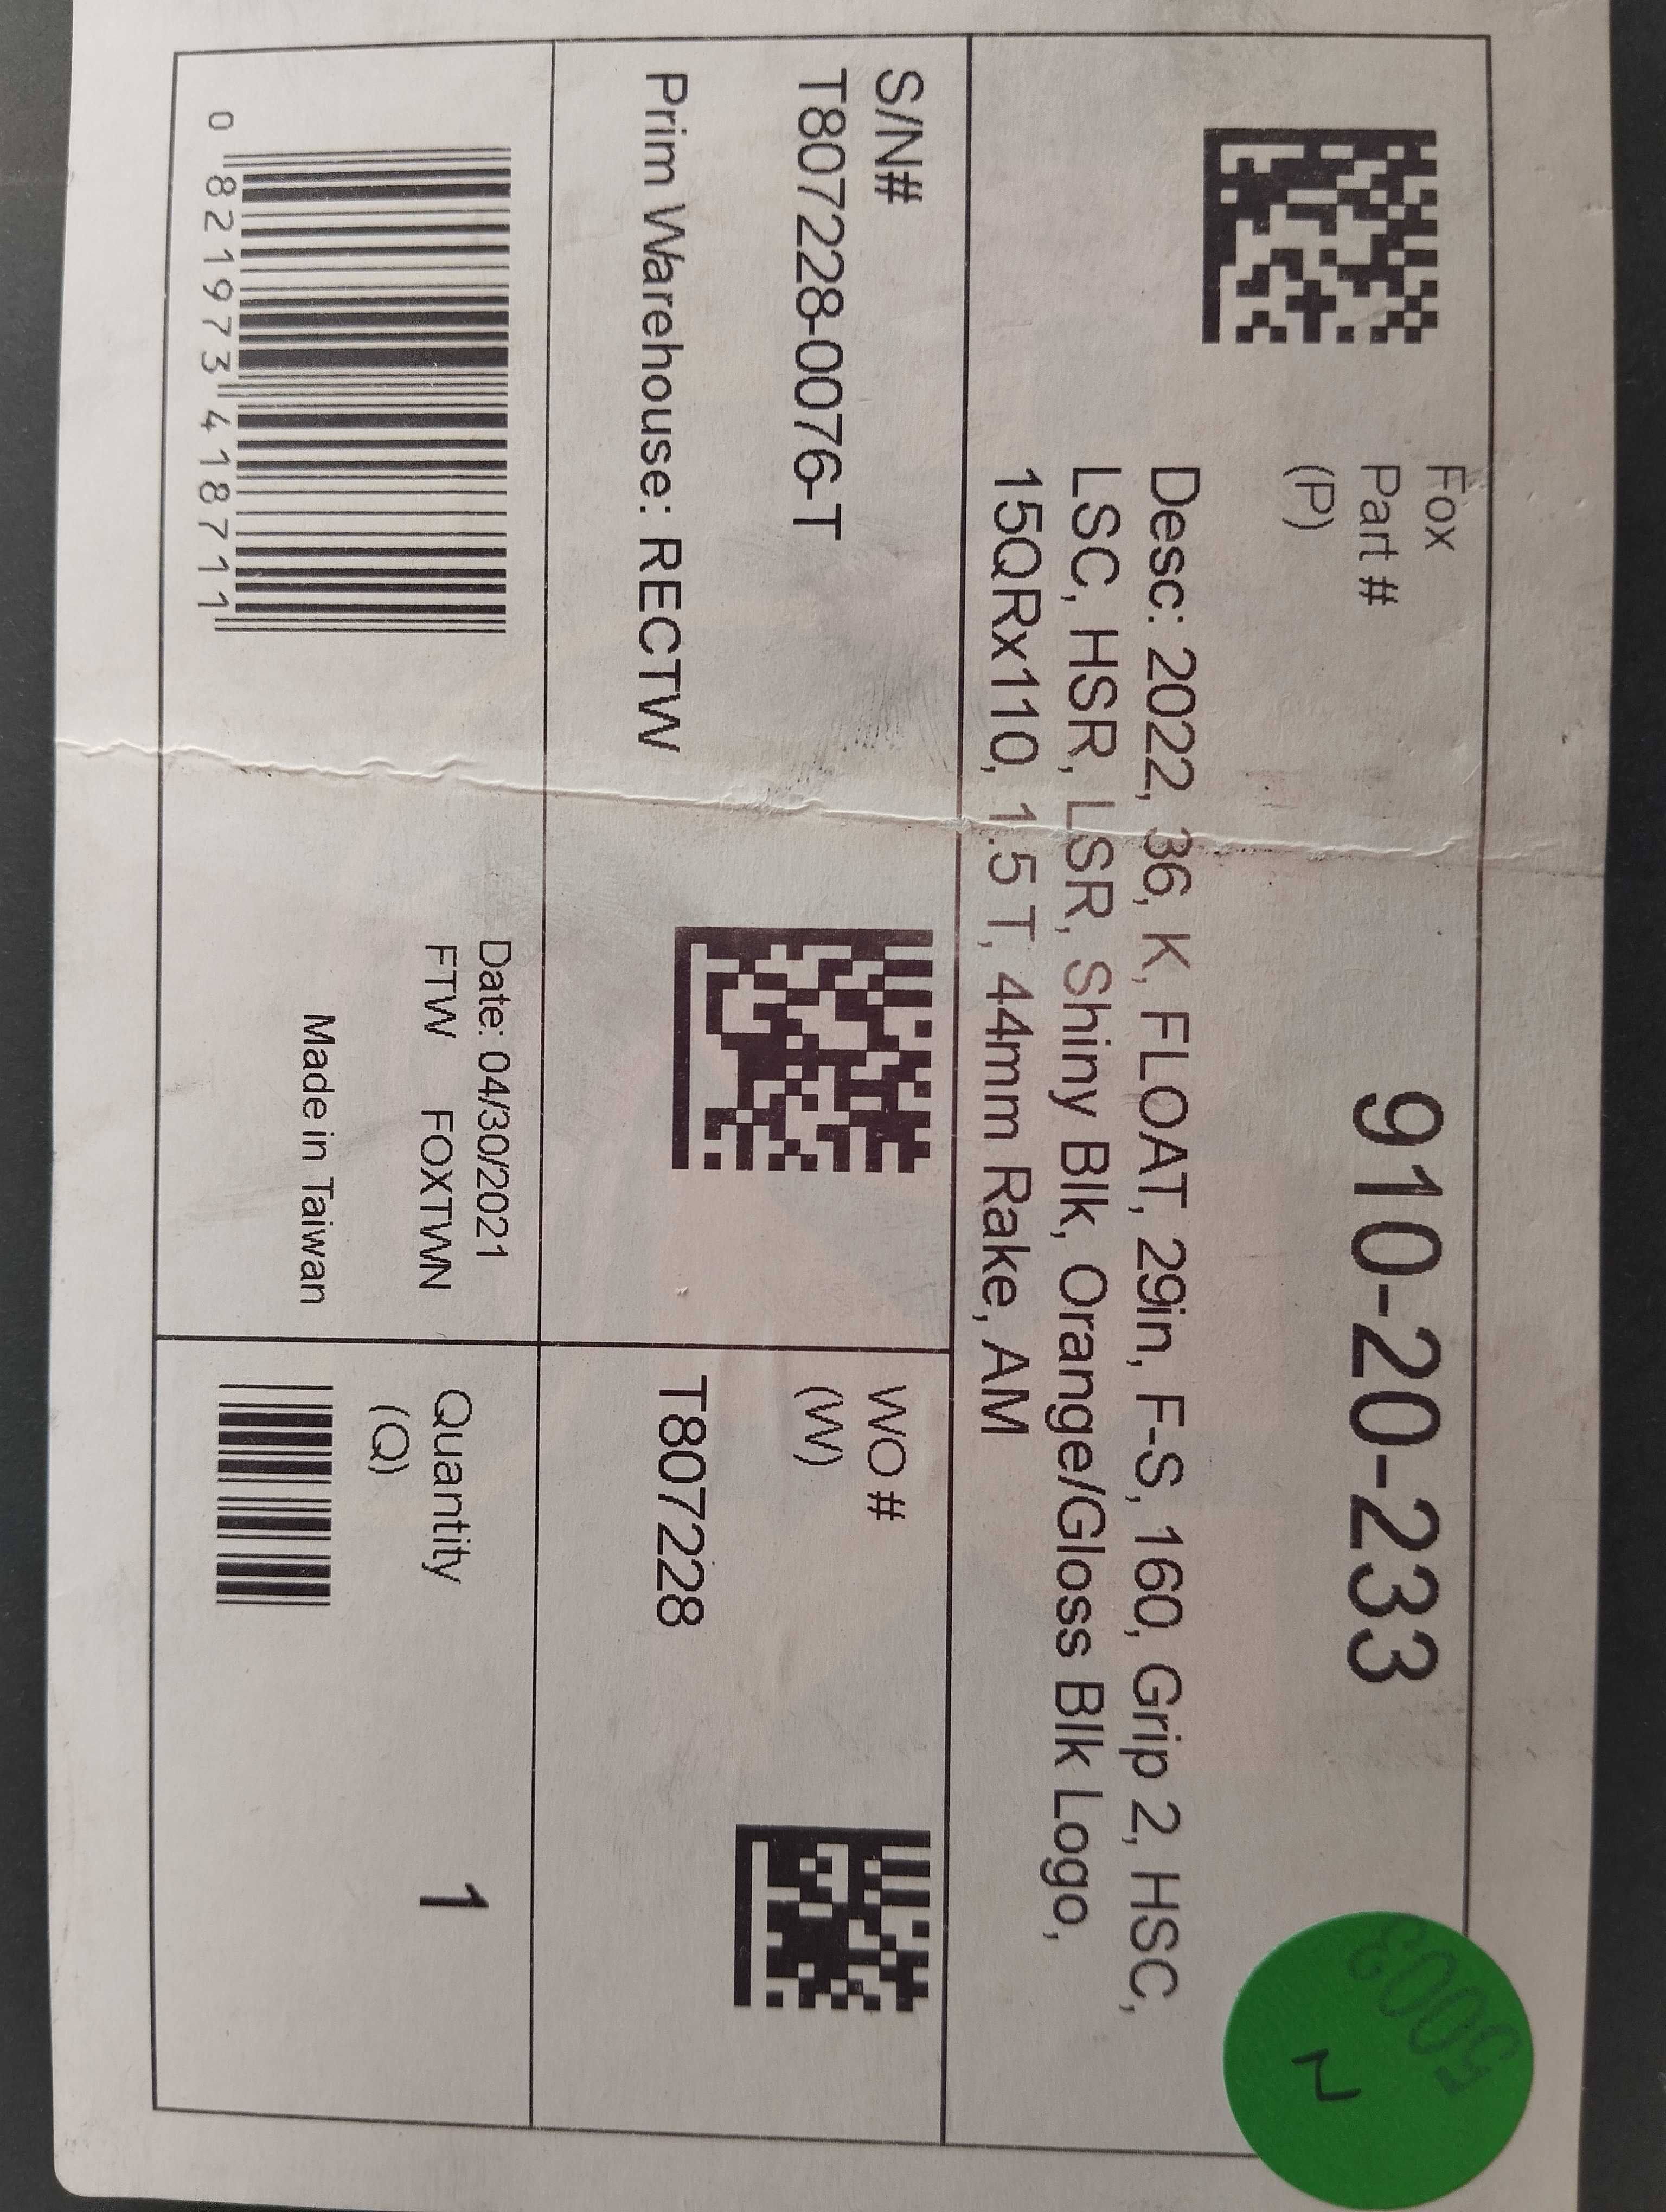 Fox
Part #
(P)
910-20-233
Desc: 2022, 36, K, FLOAT, 29in, F-S, 160, Grip 2, HSC,
LSC, HSR, LSR, Shiny Blk, Orange/Gloss Blk Logo,
15QRx110, 1.5 T, 44mm Rake, AM
5003
S/N#
T807228-0076-T
Prim Warehouse: RECTW
WO #
(W)
T807228
0 821973 418711
Date: 04/30/2021
FTW FOXTWN
Made in Taiwan
Quantity
(Q)
1